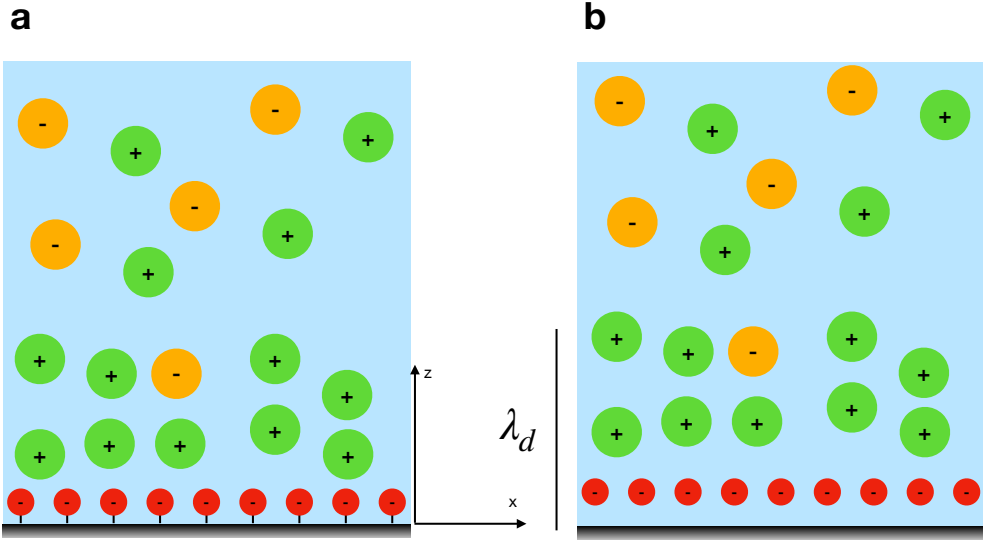 a
b
- - + +
- + - +
- + - +
- + - +
+ + - +
+ + - +
+ +
+ + + +
+ + + +
+ +
- - - - - - - - -
- - - - - - - - -
z
x
λd